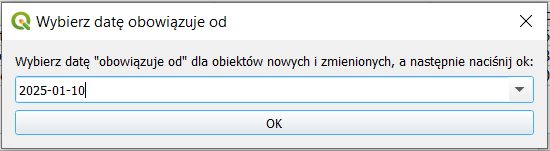 Wybierz datę obowiązuje od
Wybierz datę "obowiązuje od" dla obiektów nowych i zmienionych, a następnie naciśnij ok:
2025-01-10
OK